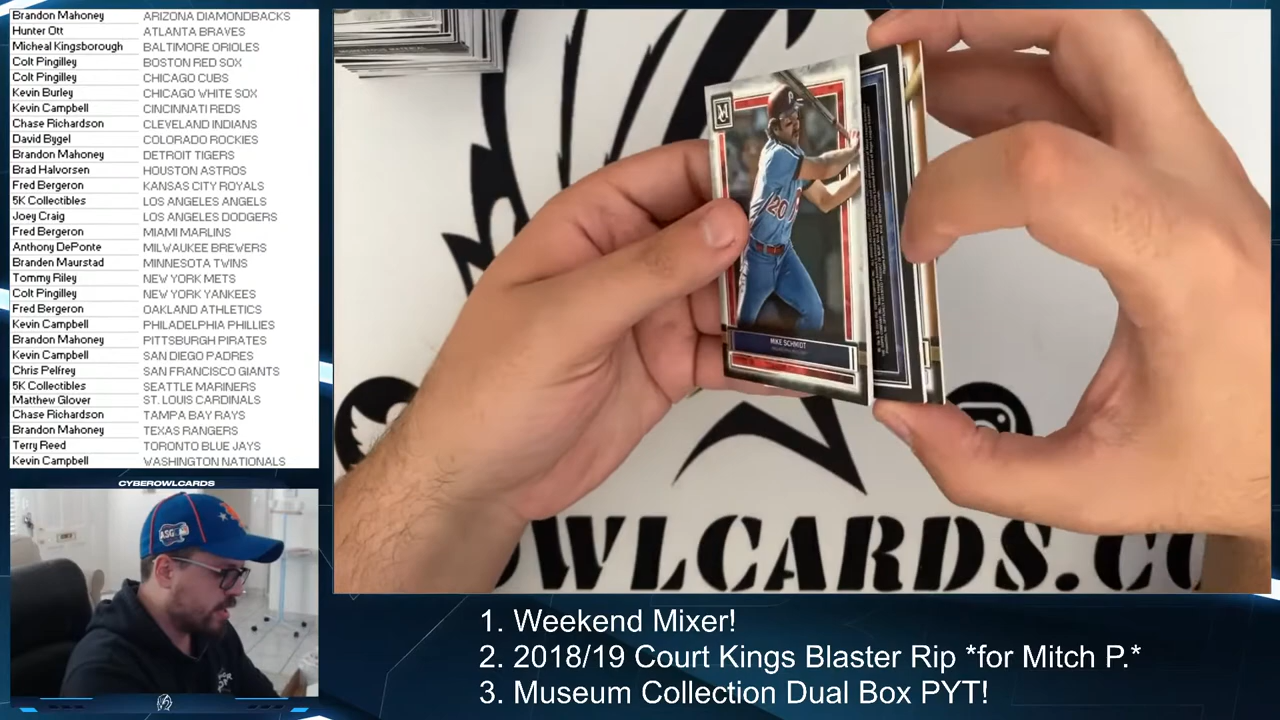 Brandon Mahoney ARIZONA DIAMONDBACKS
Hunter Ott ATLANTA BRAVES
Micheal Kingsborough BALTIMORE ORIOLES
Colt Pingilley BOSTON RED SOX
Colt Pingilley CHICAGO CUBS
Kevin Burley CHICAGO WHITE SOX
Kevin Campbell CINCINNATI REDS
Chase Richardson CLEVELAND INDIANS
David Bygel COLORADO ROCKIES
Brandon Mahoney DETROIT TIGERS
Brad Halvorsen HOUSTON ASTROS
Fred Bergeron KANSAS CITY ROYALS
5K Collectibles LOS ANGELES ANGELS
Joey Craig LOS ANGELES DODGERS
Fred Bergeron MIAMI MARLINS
Anthony DePonte MILWAUKEE BREWERS
Branden Maurstad MINNESOTA TWINS
Tommy Riley NEW YORK METS
Colt Pingilley NEW YORK YANKEES
Fred Bergeron OAKLAND ATHLETICS
Kevin Campbell PHILADELPHIA PHILLIES
Brandon Mahoney PITTSBURGH PIRATES
Kevin Campbell SAN DIEGO PADRES
Chris Pelfrey SAN FRANCISCO GIANTS
5K Collectibles SEATTLE MARINERS
Matthew Glover ST. LOUIS CARDINALS
Chase Richardson TAMPA BAY RAYS
Brandon Mahoney TEXAS RANGERS
Terry Reed TORONTO BLUE JAYS
Kevin Campbell WASHINGTON NATIONALS
CYBEROWLCARDS
ASG
P
20
MIKE SCHMIDT
OWLCARDS.CO
1. Weekend Mixer!
2. 2018/19 Court Kings Blaster Rip *for Mitch P.*
3. Museum Collection Dual Box PYT!